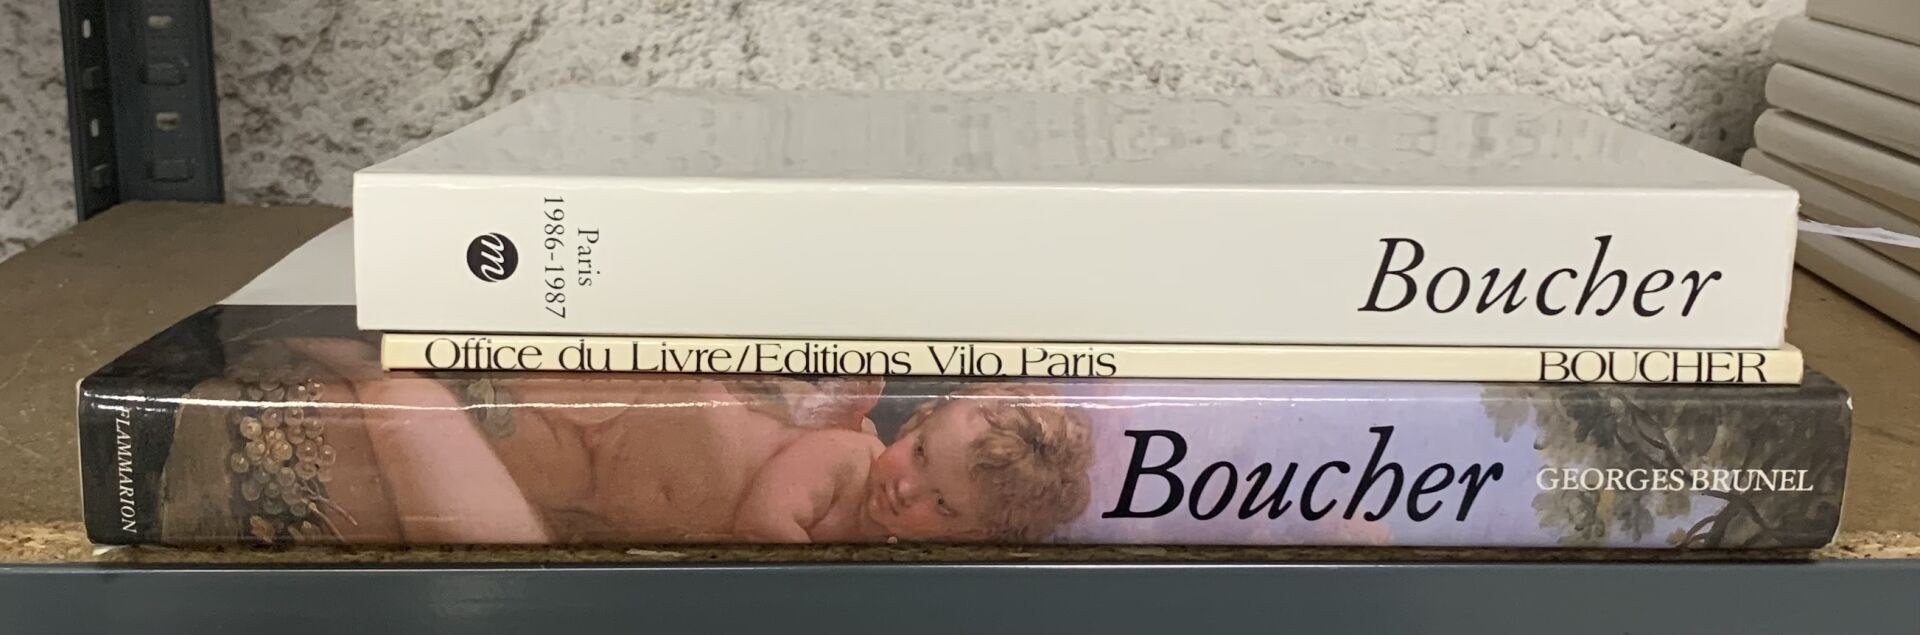 Paris
1986-1987
m
Boucher
Office du Livre/Editions Vilo, Paris
BOUCHER
FLAMMARION
Boucher
GEORGES BRUNEL